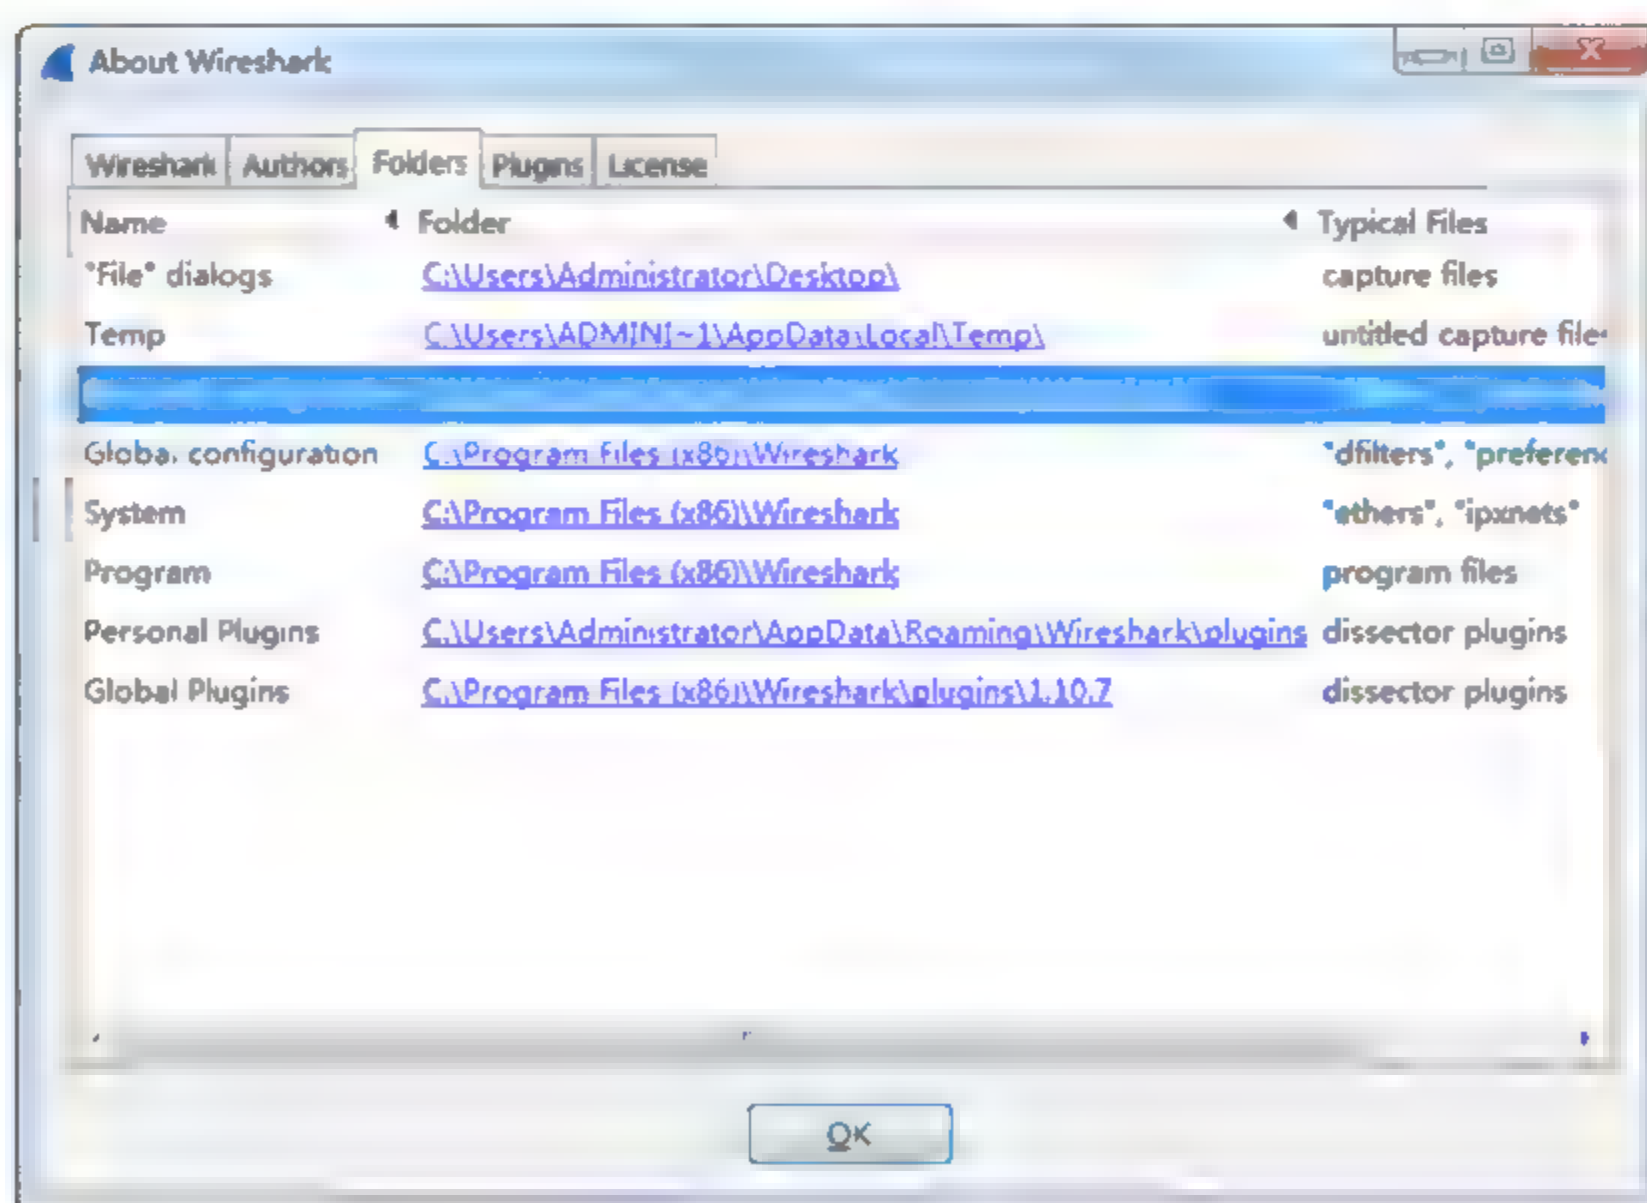 About Wireshark
Wireshark Authors Folders Plugins License
Name Folder Typical Files
"File" dialogs C:\Users\Administrator\Desktop\ capture files
Temp C:\Users\ADMINI~1\AppData\Local\Temp\ untitled capture file
Global configuration C:\Program Files (x86)\Wireshark "dfilters", "preferenc
System C:\Program Files (x86)\Wireshark "ethers", "ipxnets"
Program C:\Program Files (x86)\Wireshark program files
Personal Plugins C:\Users\Administrator\AppData\Roaming\Wireshark\plugins dissector plugins
Global Plugins C:\Program Files (x86)\Wireshark\plugins\1.10.7 dissector plugins
OK